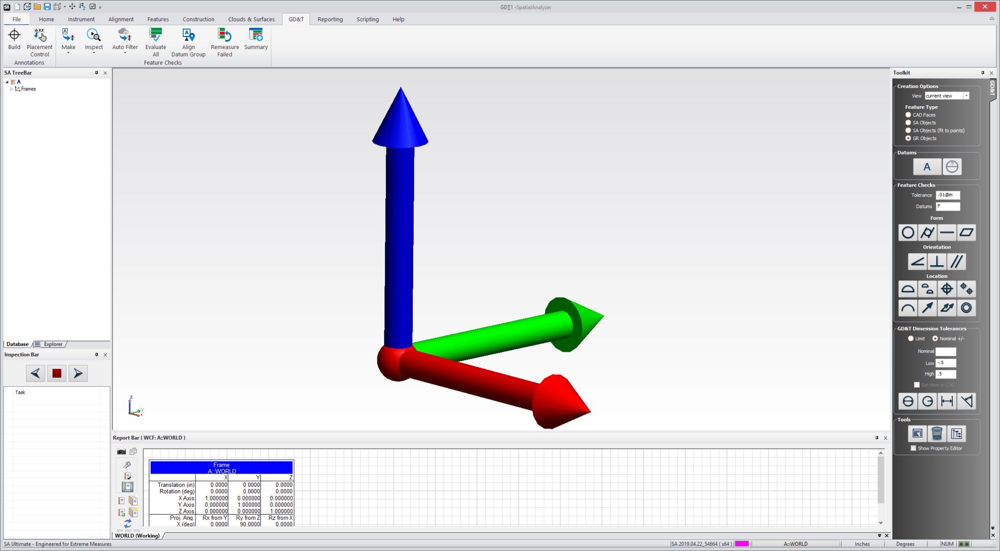 GDT1 -SpatialAnalyzer
File Home Instrument Alignment Features Construction Clouds & Surfaces GD&T Reporting Scripting Help
Build
Placement
Control
Annotations
Make
Inspect
Auto Filter
Evaluate
All
Align
Datum Group
Remeasure
Failed
Summary
Feature Checks
SA TreeBar
A
Frames
Database
Explorer
Inspection Bar
Task
Z
Y
X
Report Bar ( WCF: A::WORLD )
Frame
A::WORLD
X Y Z
Translation (in) 0.0000 0.0000 0.0000
Rotation (deg) 0.0000 0.0000 0.0000
X Axis 1.000000 0.000000 0.000000
Y Axis 0.000000 1.000000 0.000000
Z Axis 0.000000 0.000000 1.000000
Proj. Ang. Rx from Y Ry from Z Rz from X
X (deg) 0.0000 90.0000 0.0000
WORLD (Working)
Toolkit
GD&T
Creation Options
View current view
Feature Type
CAD Faces
SA Objects
SA Objects (fit to points)
GR Objects
Datums
A
Feature Checks
Tolerance .01@m
Datums F
Form
Orientation
Location
GD&T Dimension Tolerances
Limit Nominal +/-
Nominal
Low -.5
High .5
Set Nom to CAD
Tools
Show Property Editor
SA Ultimate - Engineered for Extreme Measures
SA 2019.04.22_54664 ( x64 )
A::WORLD
Inches
Degrees
NUM